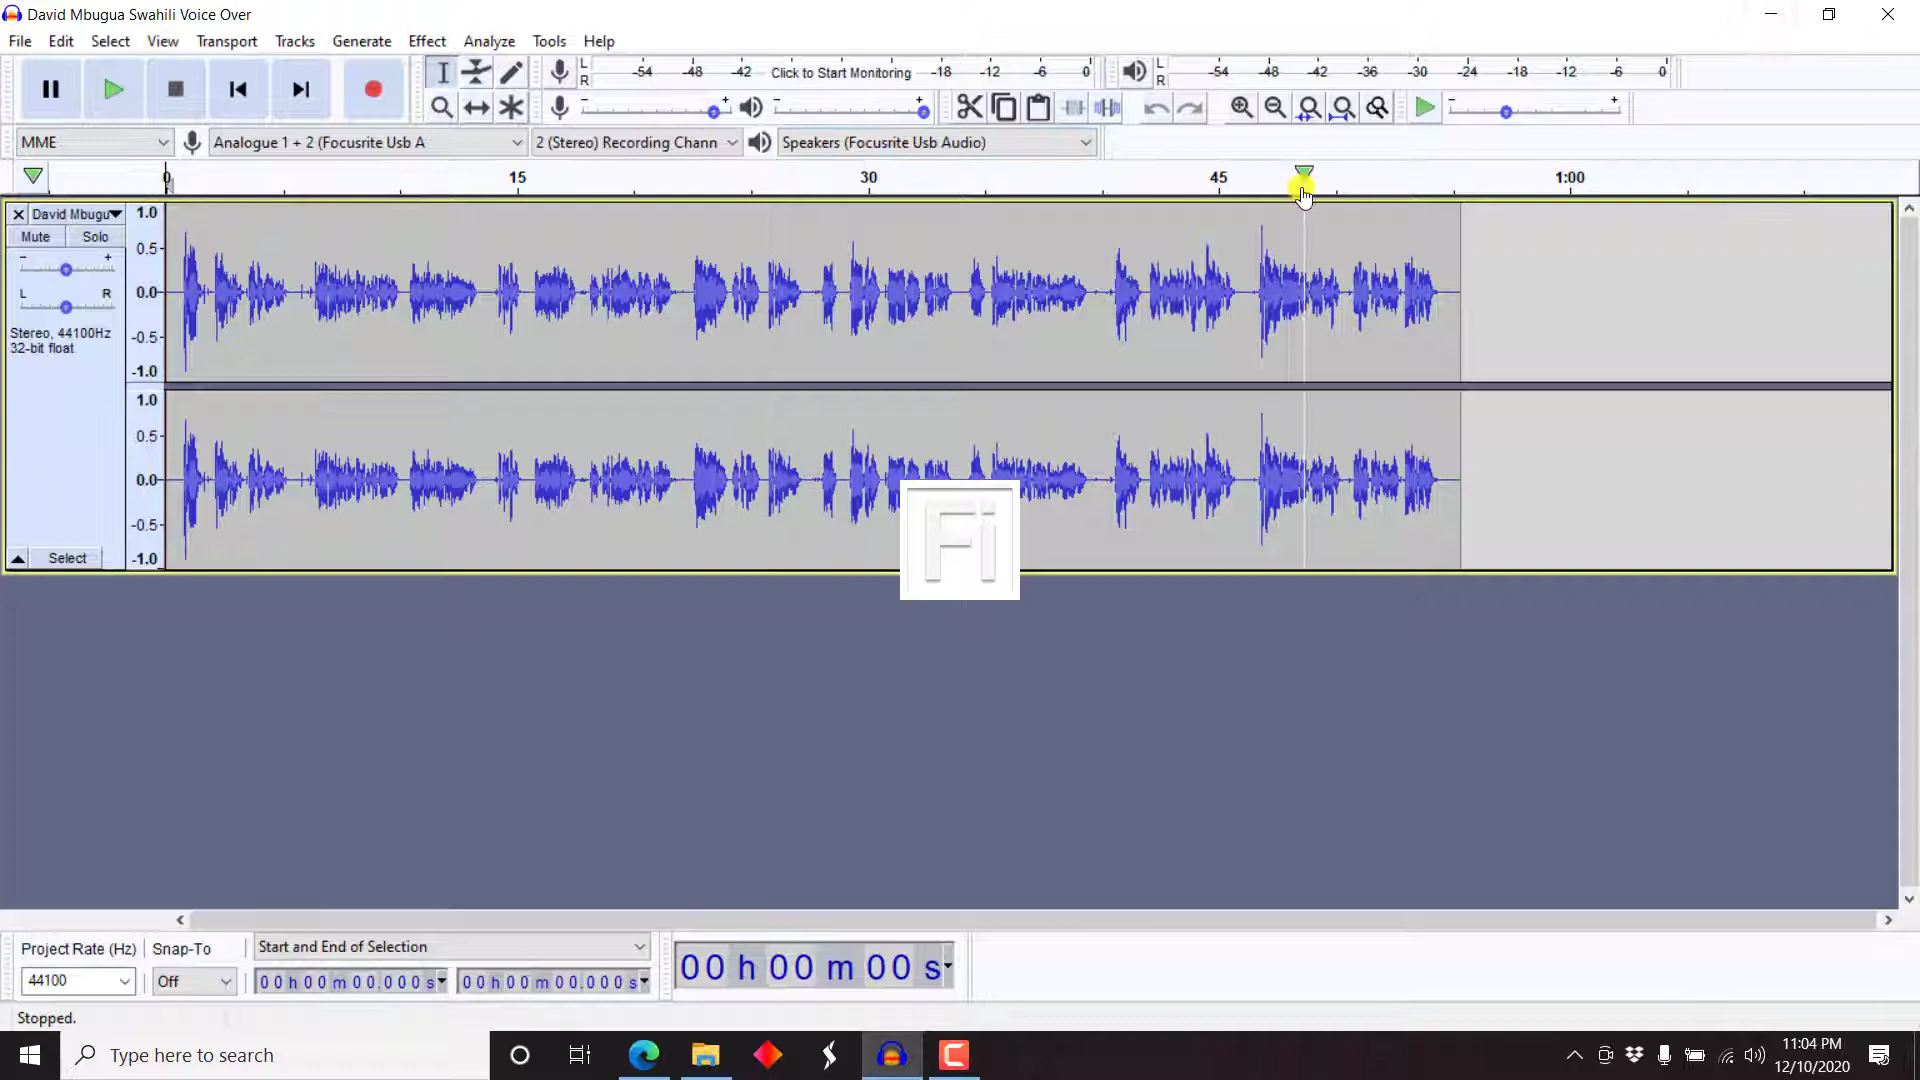 David Mbugua Swahili Voice Over
File Edit Select View Transport Tracks Generate Effect Analyze Tools Help
L R -54 -48 -42 Click to Start Monitoring -18 -12 -6 0
L R -54 -48 -42 -36 -30 -24 -18 -12 -6 0
MME Analogue 1 + 2 (Focusrite Usb A 2 (Stereo) Recording Chann Speakers (Focusrite Usb Audio)
0 15 30 45 1:00
David Mbugu
Mute Solo
- +
L R
Stereo, 44100Hz
32-bit float
Select
1.0
0.5
0.0
-0.5
-1.0
1.0
0.5
0.0
-0.5
-1.0
Fi
Project Rate (Hz) Snap-To Start and End of Selection
44100 Off 00 h 00 m 00.000 s 00 h 00 m 00.000 s
00 h 00 m 00 s
Stopped.
Type here to search
11:04 PM
12/10/2020